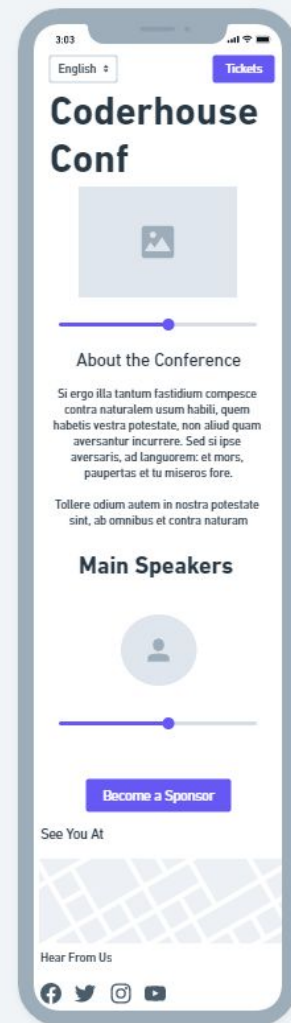 3:03
English
Tickets
Coderhouse
Conf
About the Conference
Si ergo illa tantum fastidium compesce
contra naturalem usum habili, quem
habetis vestra potestate, non aliud quam
aversantur incurrere. Sed si ipse
aversaris, ad languorem: et mors,
paupertas et tu miseros fore.
Tollere odium autem in nostra potestate
sint, ab omnibus et contra naturam
Main Speakers
Become a Sponsor
See You At
Hear From Us